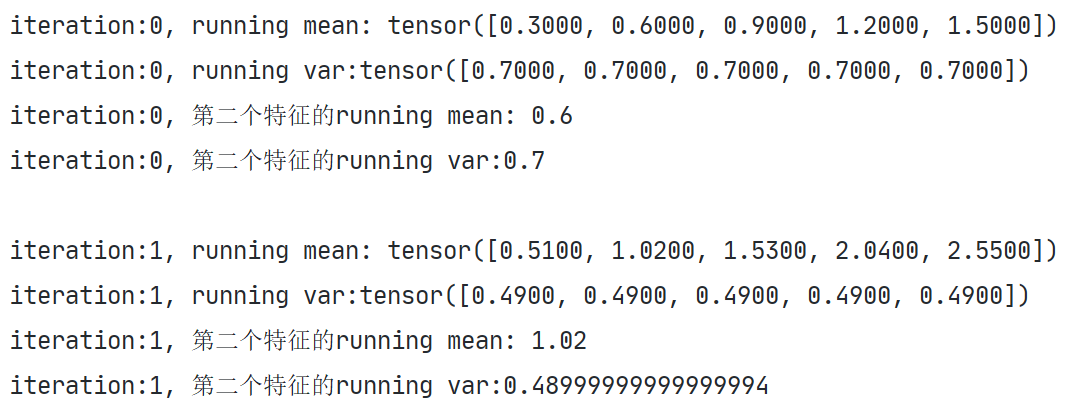 iteration:0, running mean: tensor([0.3000, 0.6000, 0.9000, 1.2000, 1.5000])
iteration:0, running var:tensor([0.7000, 0.7000, 0.7000, 0.7000, 0.7000])
iteration:0, 第二个特征的running mean: 0.6
iteration:0, 第二个特征的running var:0.7
iteration:1, running mean: tensor([0.5100, 1.0200, 1.5300, 2.0400, 2.5500])
iteration:1, running var:tensor([0.4900, 0.4900, 0.4900, 0.4900, 0.4900])
iteration:1, 第二个特征的running mean: 1.02
iteration:1, 第二个特征的running var:0.48999999999999994